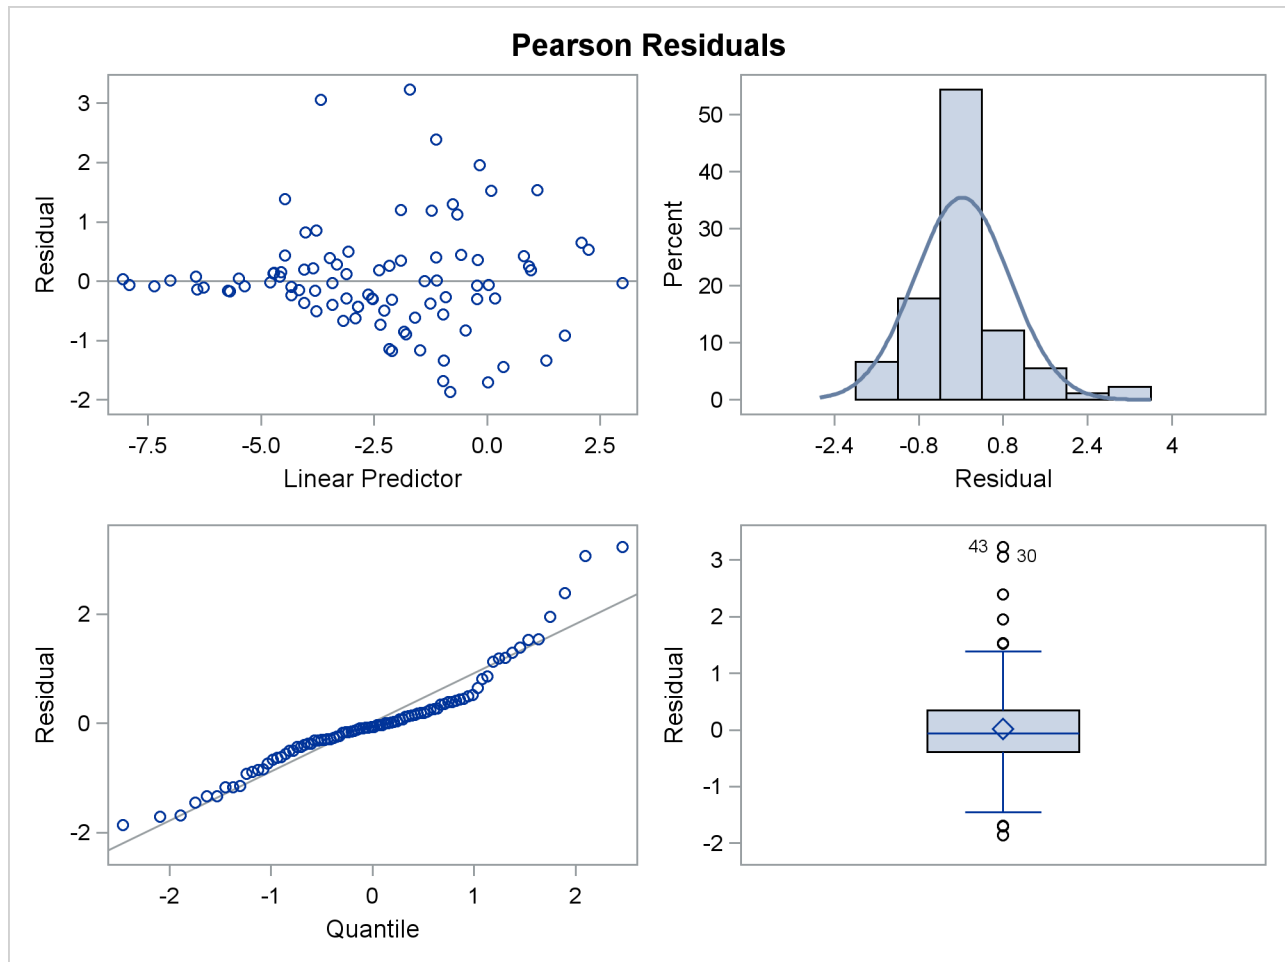 Pearson Residuals
3
2
1
0
-1
-2
Residual
-7.5 -5.0 -2.5 0.0 2.5
Linear Predictor
50
40
30
20
10
0
Percent
-2.4 -0.8 0.8 2.4 4
Residual
2
0
-2
Residual
-2 -1 0 1 2
Quantile
43 30
3
2
1
0
-1
-2
Residual